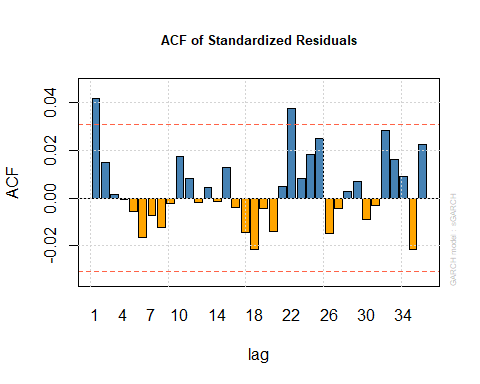 ACF of Standardized Residuals
ACF
0.04
0.02
0.00
-0.02
1 4 7 10 14 18 22 26 30 34
lag
GARCH model : sGARCH